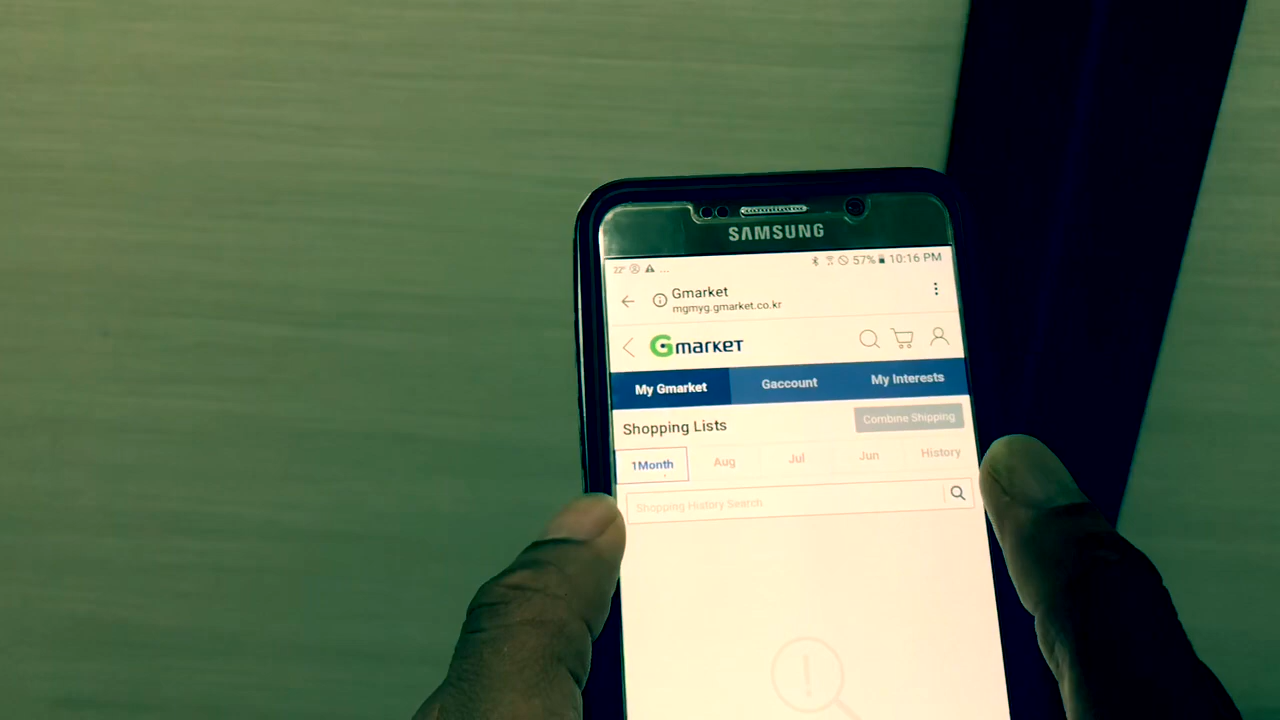 SAMSUNG
22° ... 57% 10:16 PM
Gmarket
mgmyg.gmarket.co.kr
Gmarket
My Gmarket Gaccount My Interests
Shopping Lists Combine Shipping
1Month Aug Jul Jun History
Shopping History Search